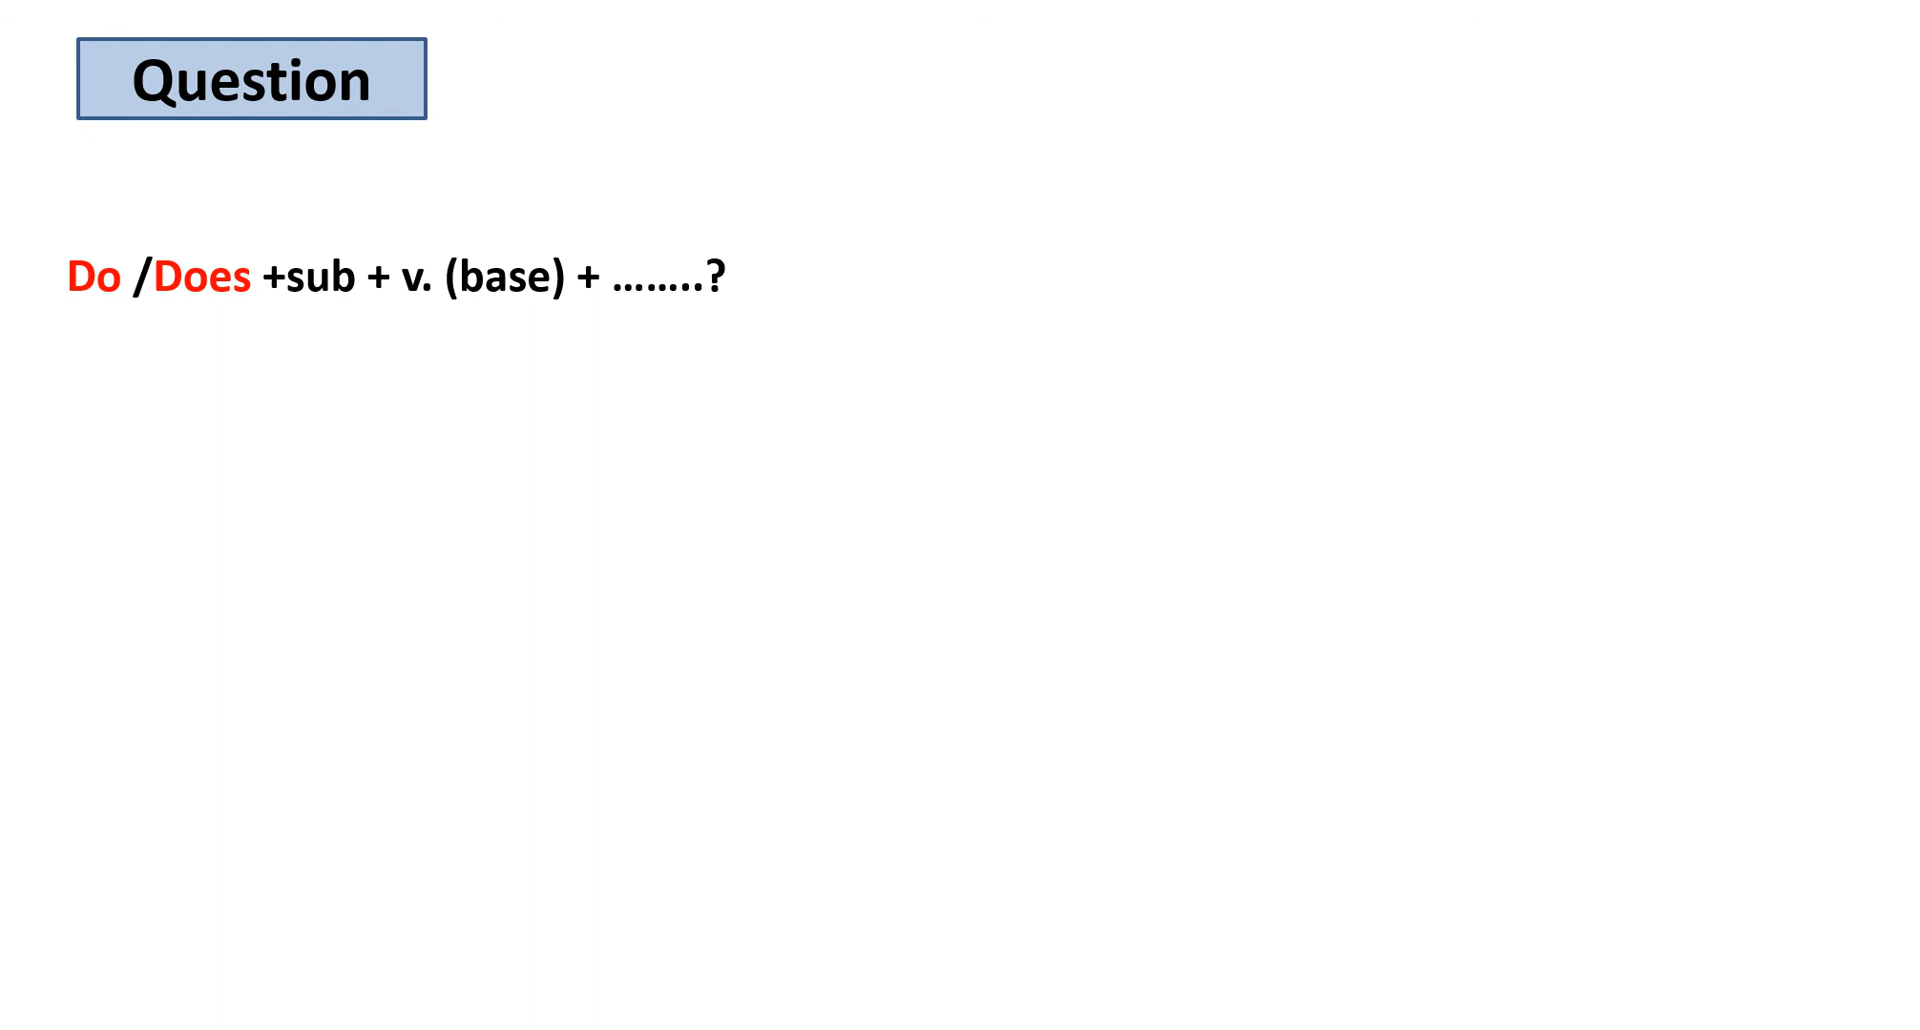 Question
Do /Does +sub + v. (base) + ……..?